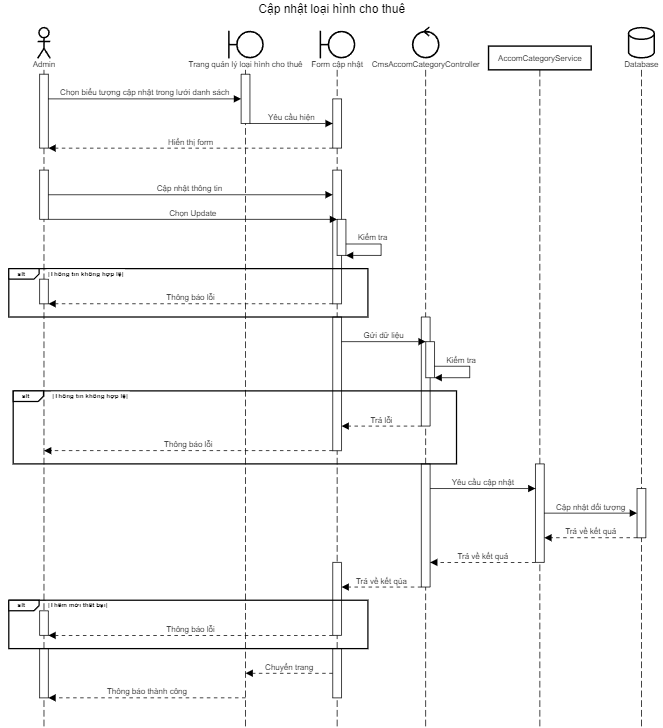 Cập nhật loại hình cho thuê
Admin
Trang quản lý loại hình cho thuê
Form cập nhật
CmsAccomCategoryController
AccomCategoryService
Database
Chọn biểu tượng cập nhật trong lưới danh sách
Yêu cầu hiện
Hiển thị form
Cập nhật thông tin
Chọn Update
Kiểm tra
alt
[Thông tin không hợp lệ]
Thông báo lỗi
Gửi dữ liệu
Kiểm tra
alt
[Thông tin không hợp lệ]
Trả lỗi
Thông báo lỗi
Yêu cầu cập nhật
Cập nhật đối tượng
Trả về kết quả
Trả về kết quả
Trả về kết qủa
alt
[Thêm mới thất bại]
Thông báo lỗi
Chuyển trang
Thông báo thành công